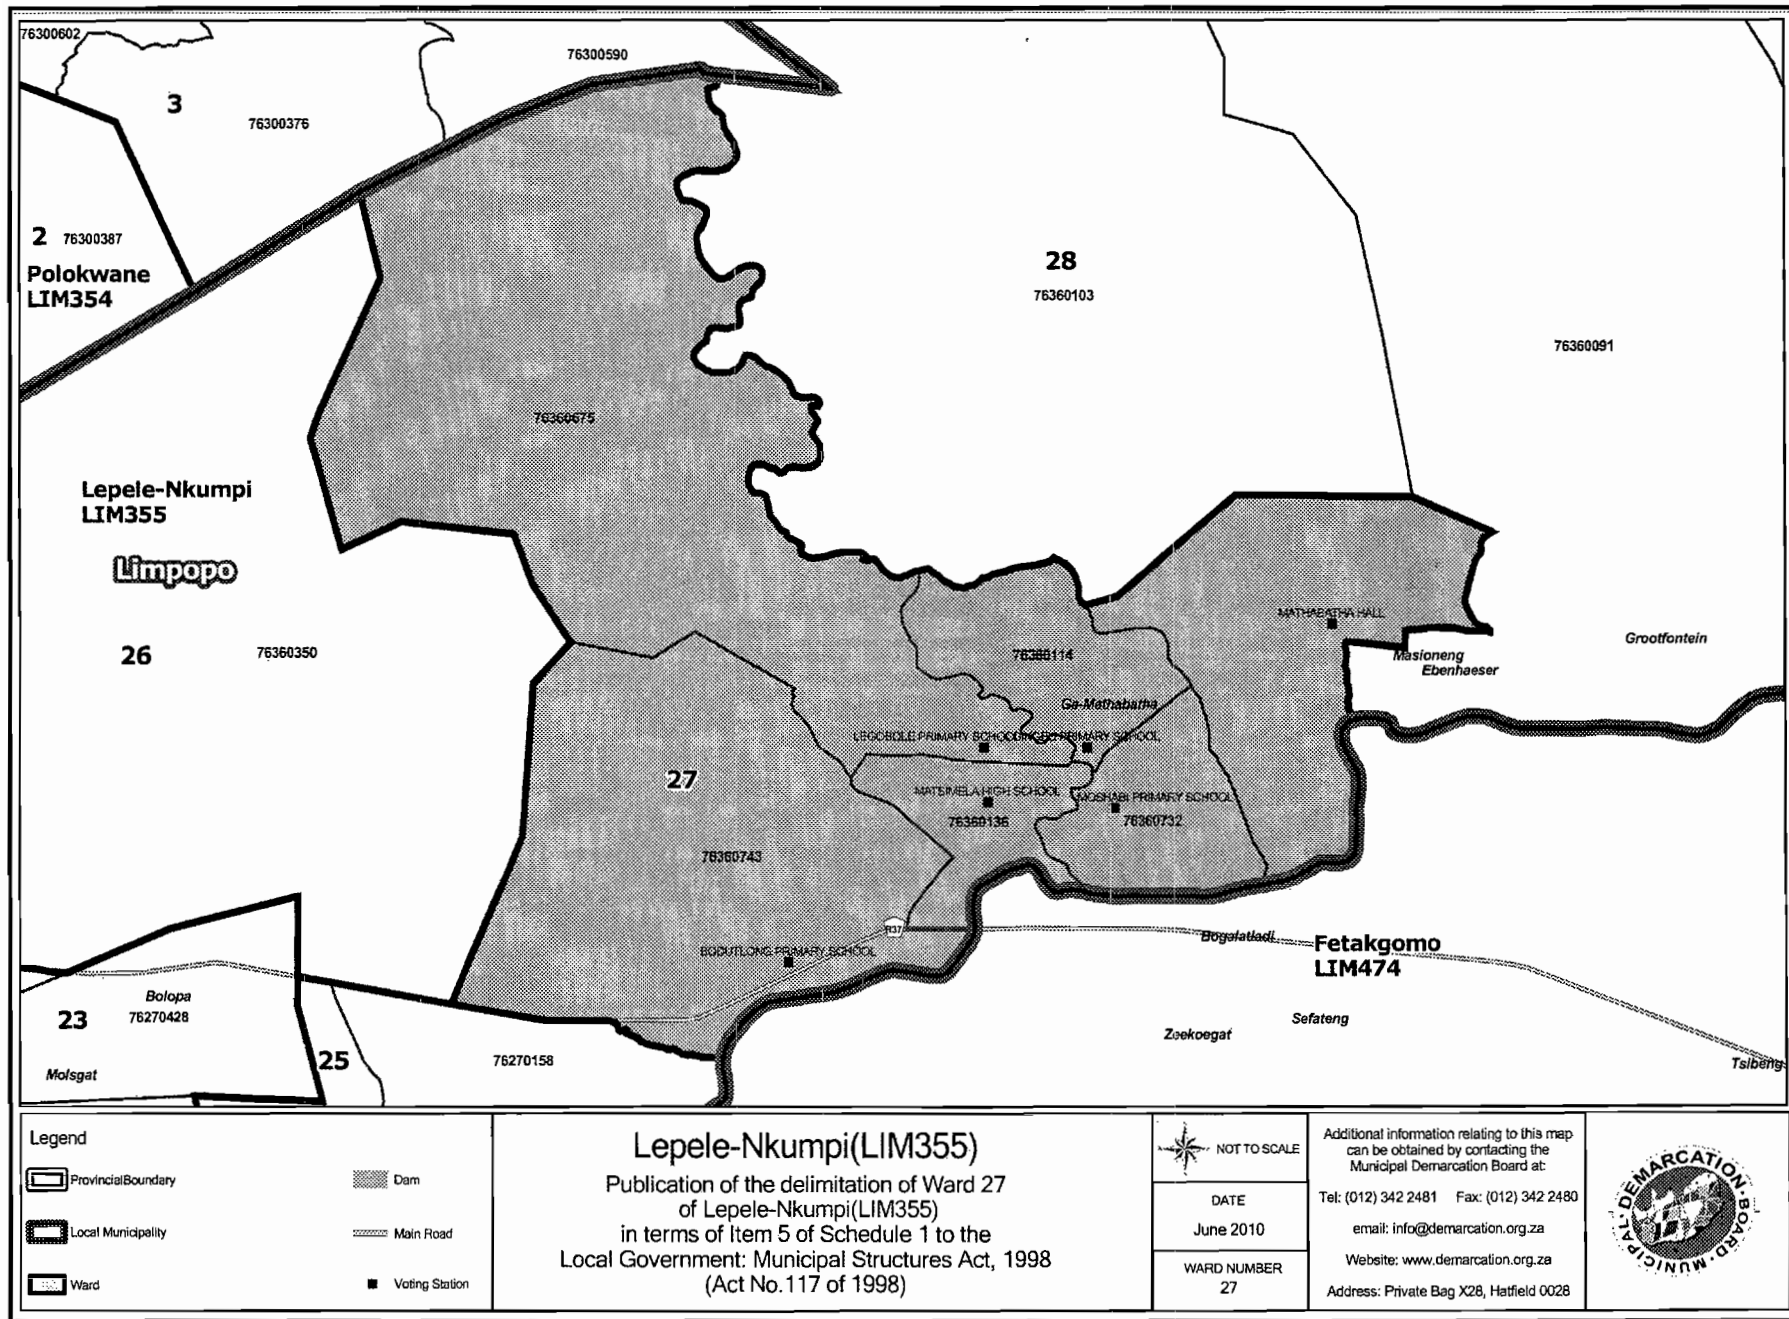 76300602
76300590
3
76300376
2 76300387
Polokwane
LIM354
28
76360103
76360091
76360675
Lepele-Nkumpi
LIM355
Limpopo
26
76360350
MATHABATHA HALL
Grootfontein
Masioneng
Ebenhaeser
76360114
Ga-Mathabatha
LEGOBOLE PRIMARY SCHOOL
PRIMARY SCHOOL
27
MATSIMELA HIGH SCHOOL
MOSHABI PRIMARY SCHOOL
76360136
76360732
76360743
R37
BODUTLONG PRIMARY SCHOOL
Bogalatladi
Fetakgomo
LIM474
Bolopa
23
76270428
25
76270158
Molsgat
Zeekoegat
Sefateng
Tsibeng
Legend
ProvincialBoundary
Dam
Local Municipality
Main Road
Ward
Voting Station
Lepele-Nkumpi(LIM355)
Publication of the delimitation of Ward 27
of Lepele-Nkumpi(LIM355)
in terms of Item 5 of Schedule 1 to the
Local Government: Municipal Structures Act, 1998
(Act No.117 of 1998)
NOT TO SCALE
DATE
June 2010
WARD NUMBER
27
Additional information relating to this map
can be obtained by contacting the
Municipal Demarcation Board at:
Tel: (012) 342 2481 Fax: (012) 342 2480
email: info@demarcation.org.za
Website: www.demarcation.org.za
Address: Private Bag X28, Hatfield 0028
MUNICIPAL DEMARCATION BOARD